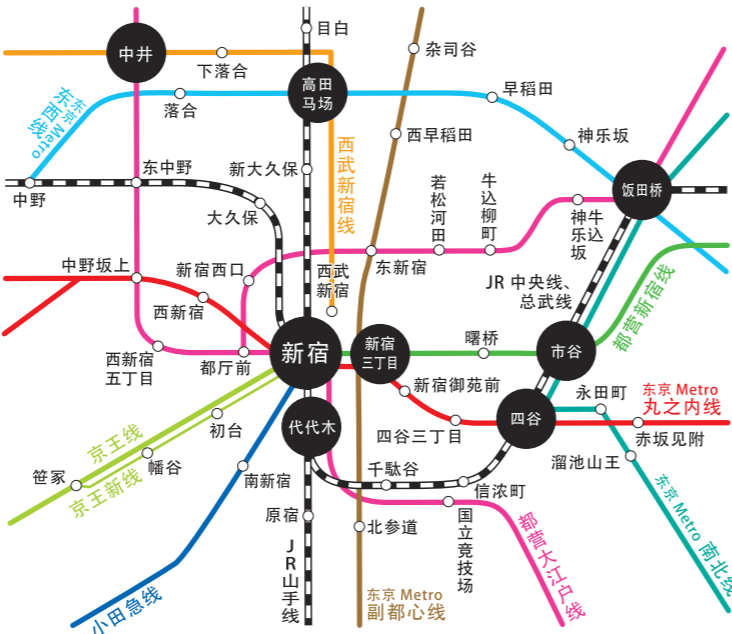 目白
杂司谷
中井
下落合
高田
马场
落合
早稻田
东京 Metro
东西线
西早稻田
神乐坂
西武新宿线
新大久保
东中野
若松河田
牛込柳町
饭田桥
中野
大久保
神乐坂
牛込
东新宿
中野坂上
新宿西口
西武
新宿
JR 中央线、
总武线
都营新宿线
西新宿
新宿
新宿
三丁目
曙桥
市谷
西新宿
五丁目
都厅前
新宿御苑前
永田町
东京 Metro
丸之内线
京王线
初台
代代木
四谷三丁目
四谷
赤坂见附
笹冢
幡谷
京王新线
南新宿
千駄谷
信浓町
溜池山王
原宿
北参道
国立竞技场
都营大江户线
东京 Metro 南北线
JR山手线
小田急线
东京 Metro
副都心线